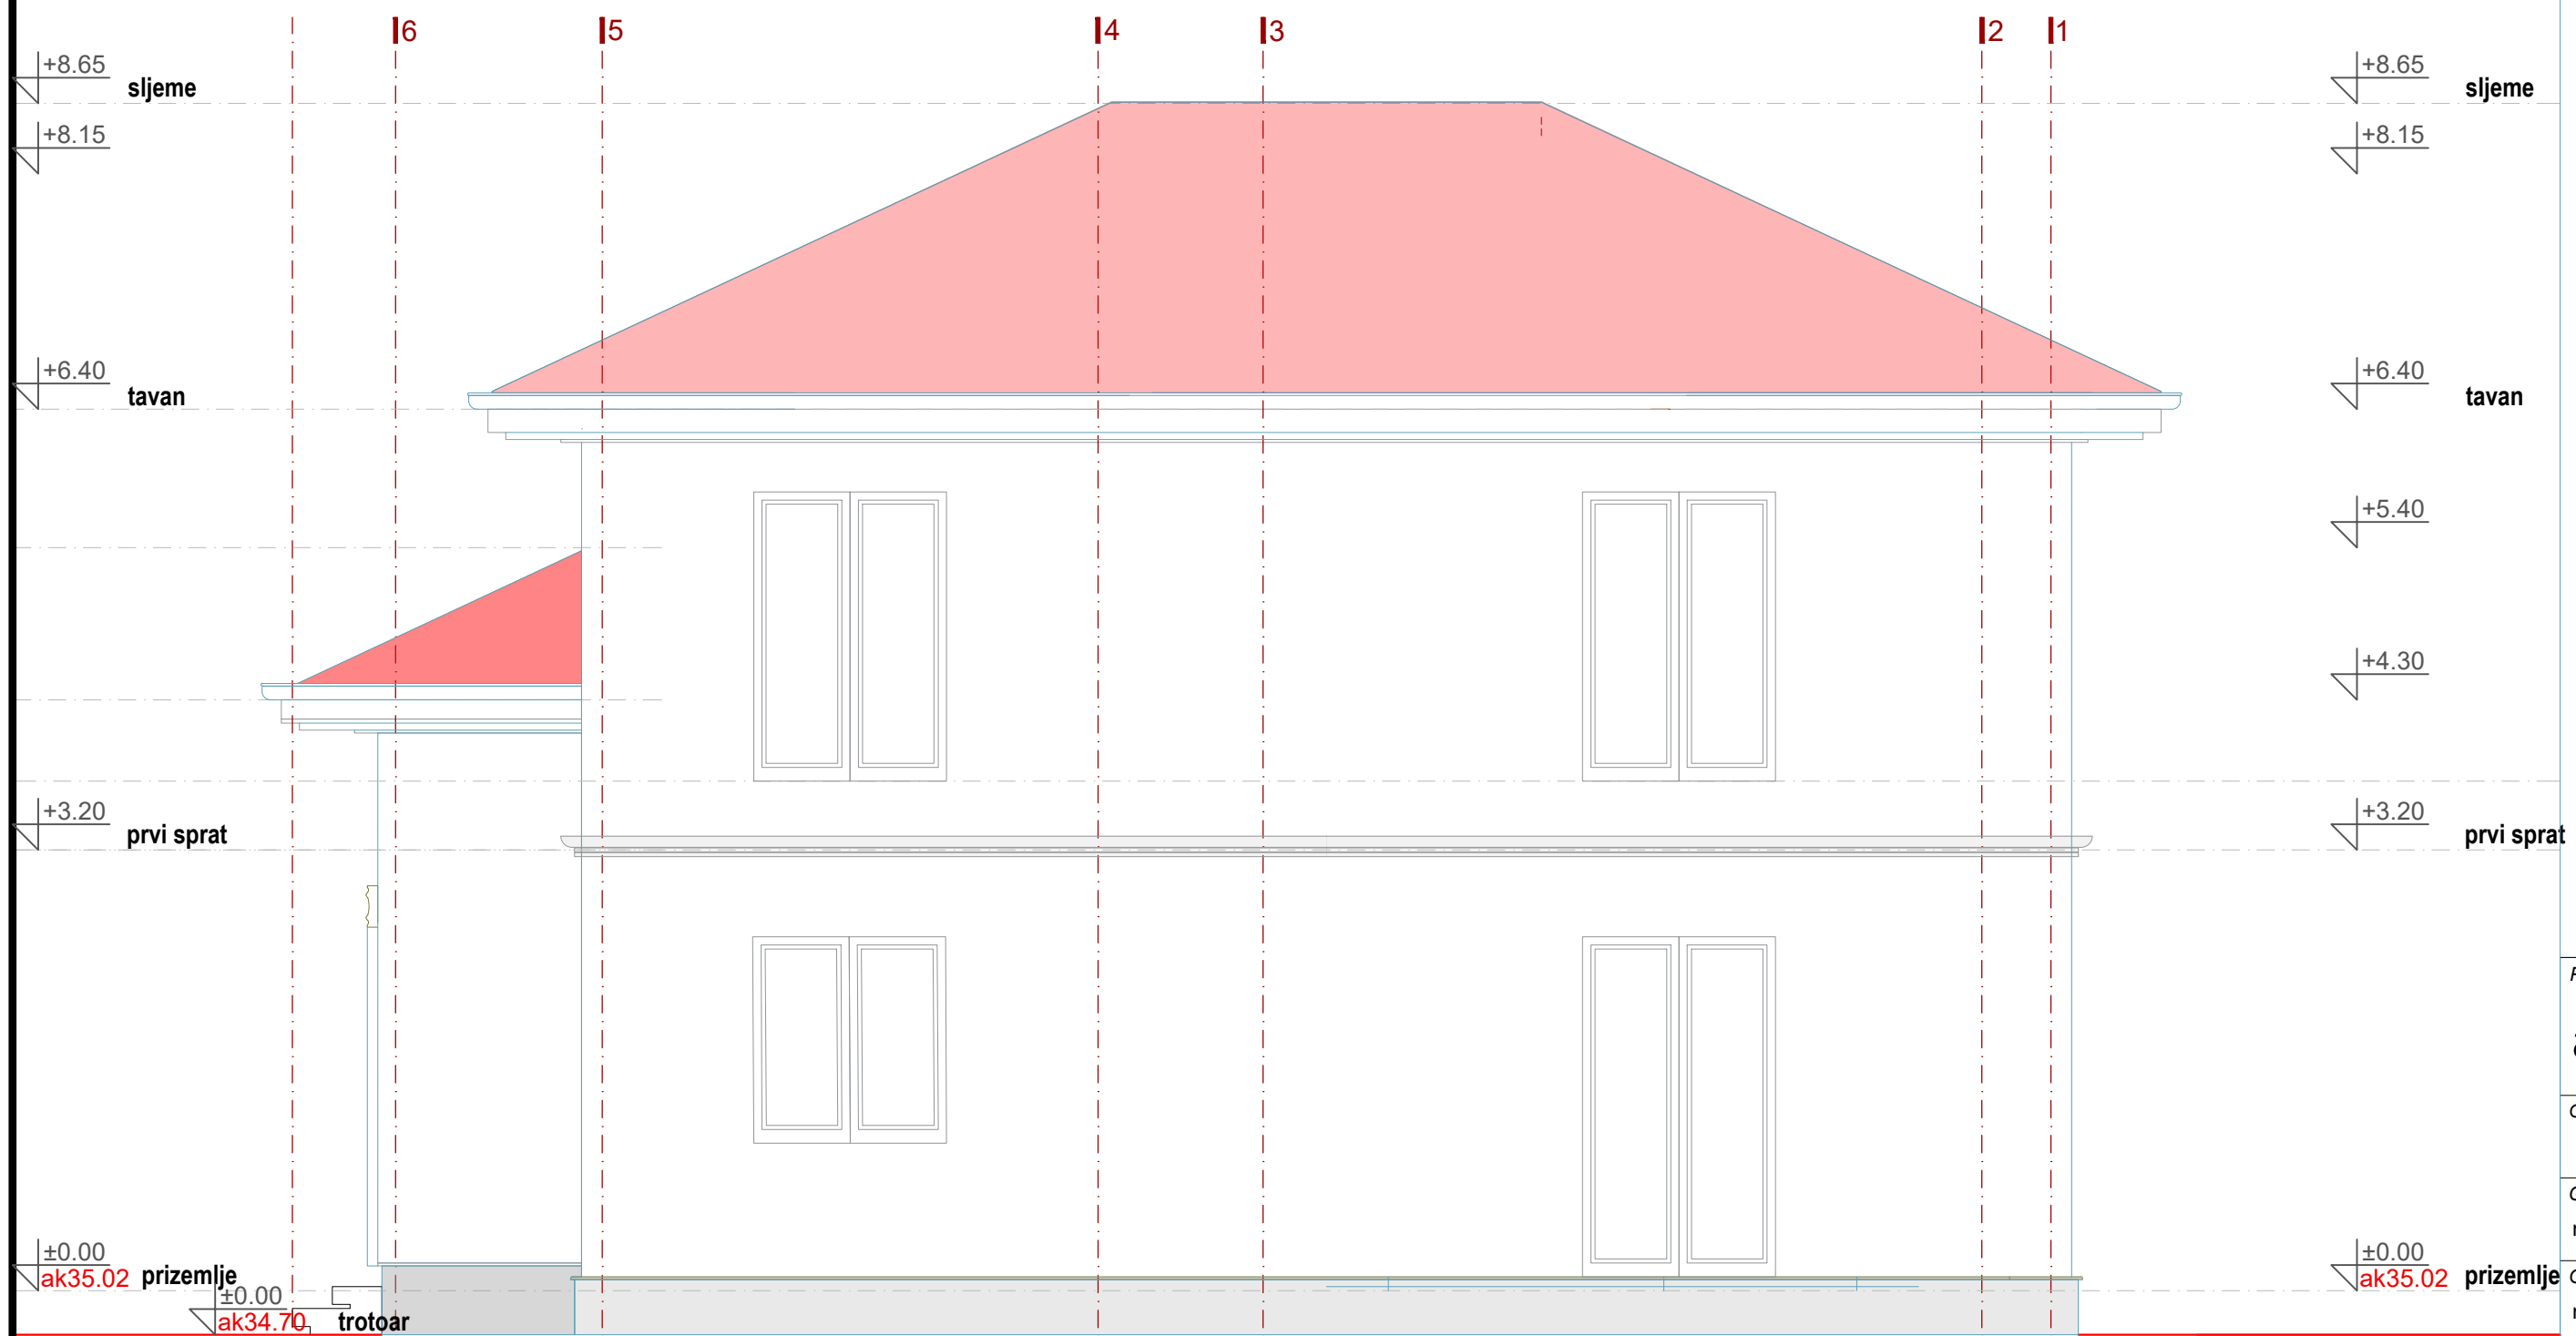 6 5 4 3 2 1
+8.65 sljeme +8.65 sljeme
+8.15 +8.15
+6.40 tavan +6.40 tavan
+5.40
+4.30
+3.20 prvi sprat +3.20 prvi sprat
±0.00 ±0.00
ak35.02 prizemlje ak35.02 prizemlje
±0.00
ak34.70 trotoar